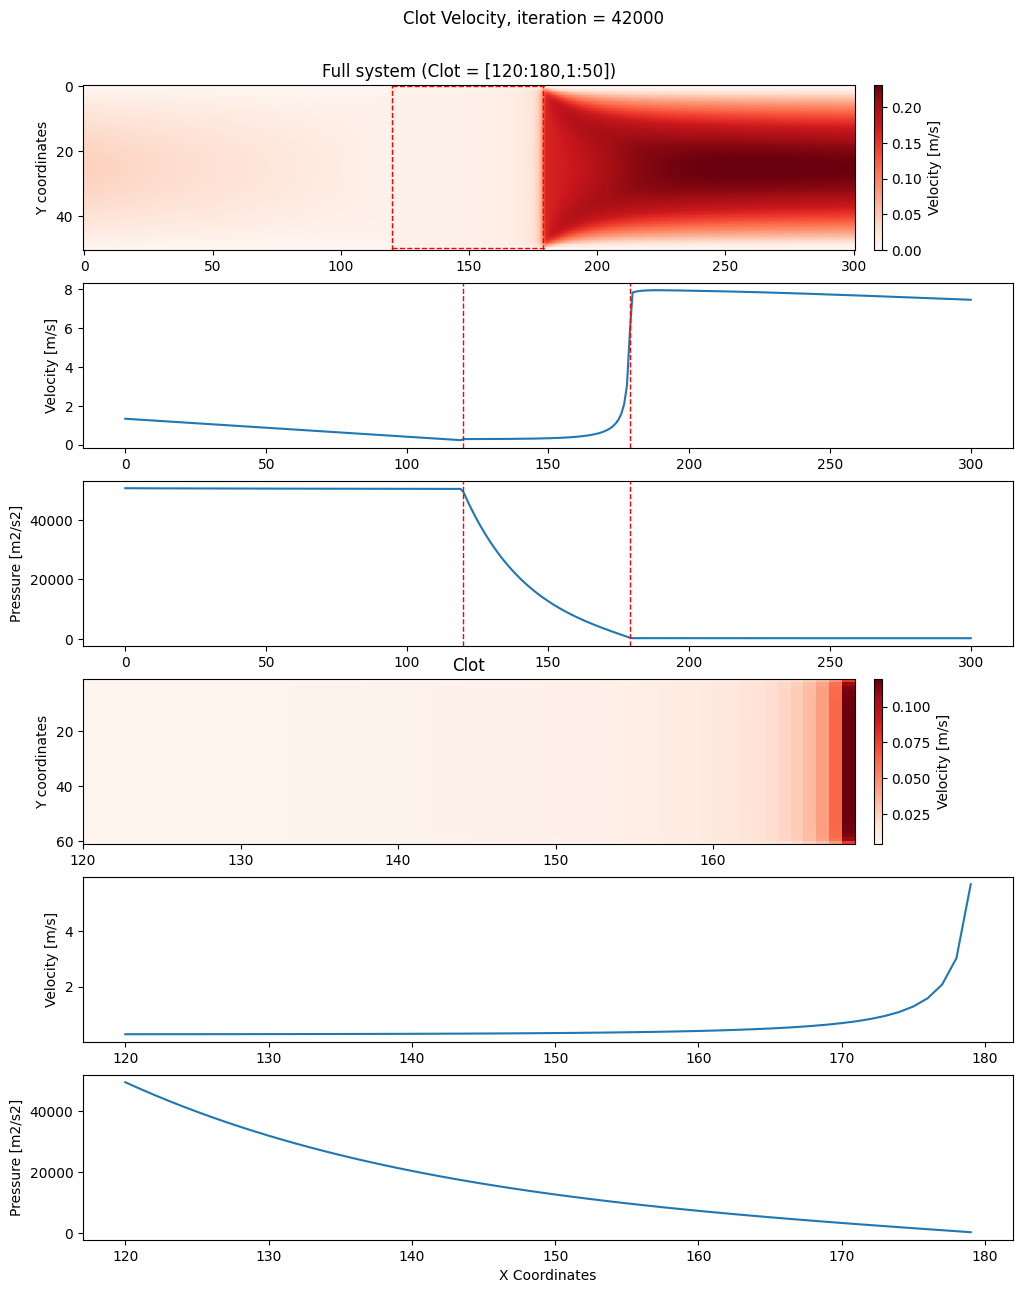 Clot Velocity, iteration = 42000
Full system (Clot = [120:180,1:50])
Y coordinates
0
20
40
0 50 100 150 200 250 300
0.20
0.15
0.10
0.05
0.00
Velocity [m/s]
Velocity [m/s]
8
6
4
2
0
0 50 100 150 200 250 300
Pressure [m2/s2]
40000
20000
0
0 50 100 150 200 250 300
Clot
Y coordinates
20
40
60
120 130 140 150 160
0.100
0.075
0.050
0.025
Velocity [m/s]
Velocity [m/s]
4
2
120 130 140 150 160 170 180
Pressure [m2/s2]
40000
20000
0
120 130 140 150 160 170 180
X Coordinates